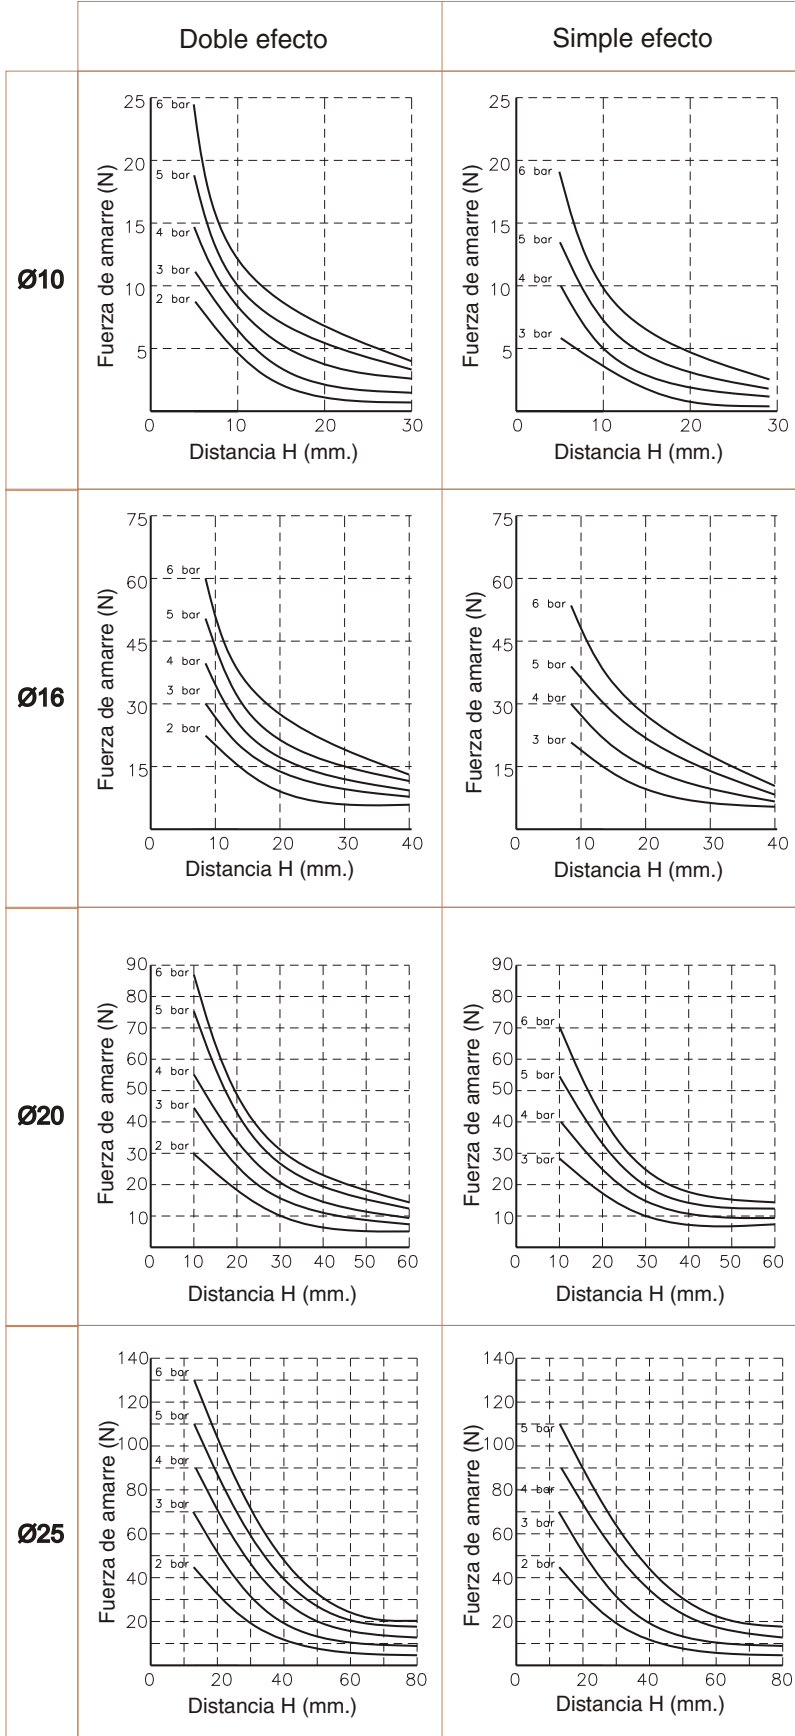 Doble efecto
Simple efecto
Ø10
Fuerza de amarre (N)
25
20
15
10
5
6 bar
5 bar
4 bar
3 bar
2 bar
0 10 20 30
Distancia H (mm.)
Fuerza de amarre (N)
25
20
15
10
5
6 bar
5 bar
4 bar
3 bar
0 10 20 30
Distancia H (mm.)
Ø16
Fuerza de amarre (N)
75
60
45
30
15
6 bar
5 bar
4 bar
3 bar
2 bar
0 10 20 30 40
Distancia H (mm.)
Fuerza de amarre (N)
75
60
45
30
15
6 bar
5 bar
4 bar
3 bar
0 10 20 30 40
Distancia H (mm.)
Ø20
Fuerza de amarre (N)
90
80
70
60
50
40
30
20
10
6 bar
5 bar
4 bar
3 bar
2 bar
0 10 20 30 40 50 60
Distancia H (mm.)
Fuerza de amarre (N)
90
80
70
60
50
40
30
20
10
6 bar
5 bar
4 bar
3 bar
0 10 20 30 40 50 60
Distancia H (mm.)
Ø25
Fuerza de amarre (N)
140
120
100
80
60
40
20
6 bar
5 bar
4 bar
3 bar
2 bar
0 20 40 60 80
Distancia H (mm.)
Fuerza de amarre (N)
140
120
100
80
60
40
20
5 bar
4 bar
3 bar
2 bar
0 20 40 60 80
Distancia H (mm.)